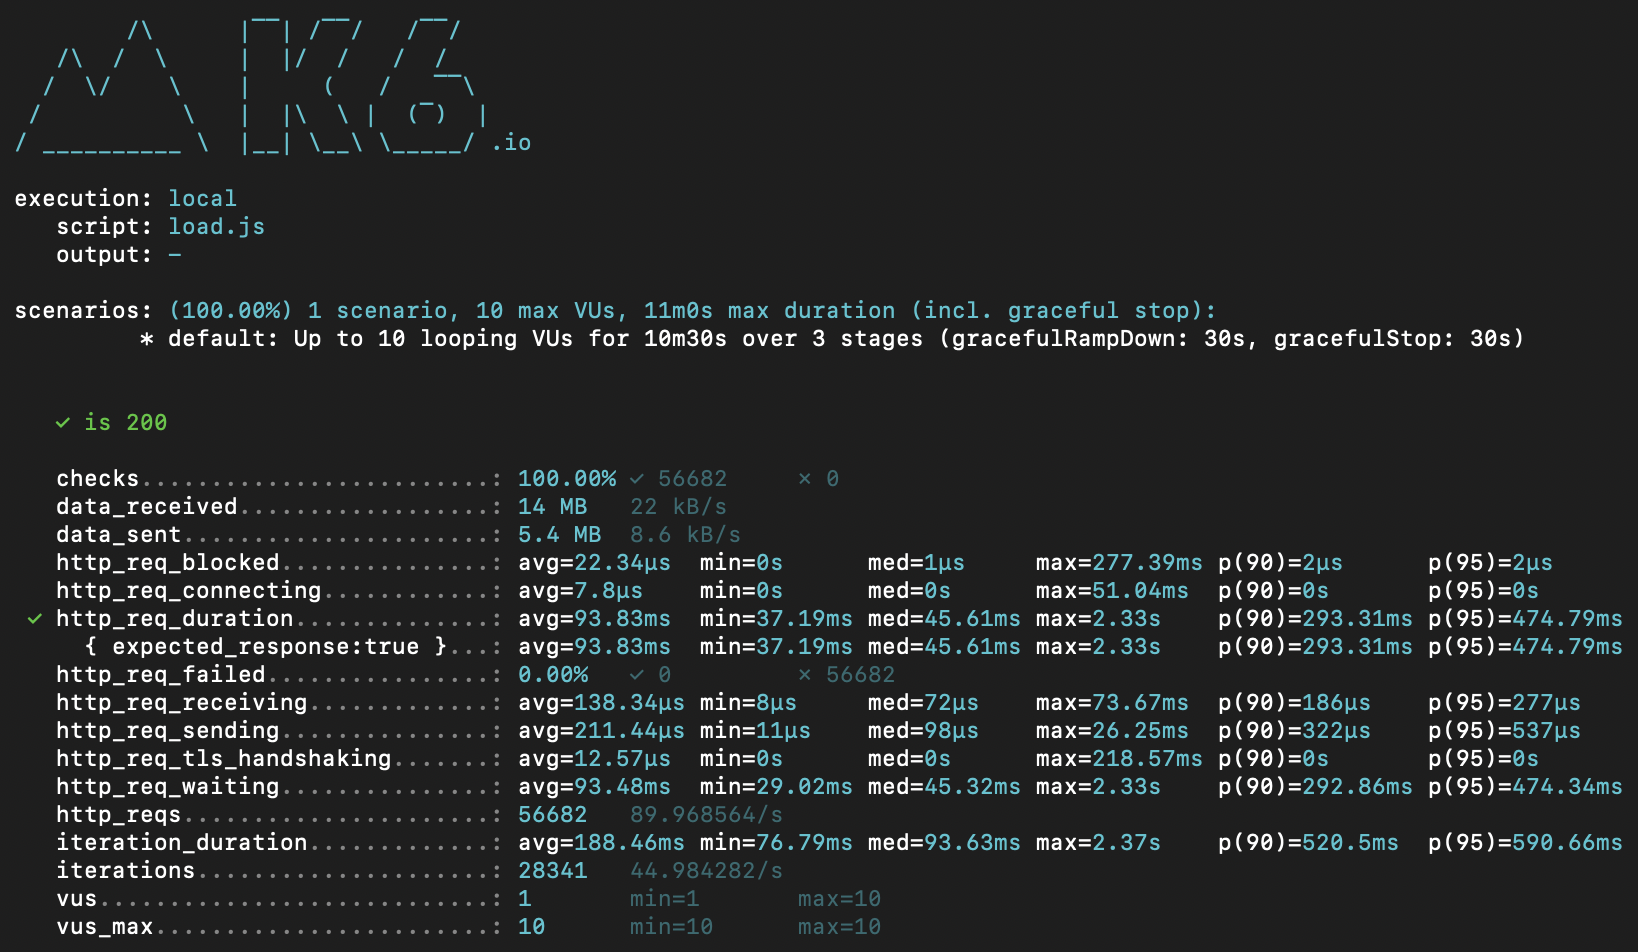 /\      |‾‾| /‾‾/   /‾‾/
     /\  /  \     |  |/  /   /  /
    /  \/    \    |     (   /   ‾‾\
   /          \   |  |\  \ |  (‾)  |
  / __________ \  |__| \__\ \_____/ .io
execution: local
script: load.js
output: -
scenarios: (100.00%) 1 scenario, 10 max VUs, 11m0s max duration (incl. graceful stop):
* default: Up to 10 looping VUs for 10m30s over 3 stages (gracefulRampDown: 30s, gracefulStop: 30s)
✓ is 200
checks.........................: 100.00% ✓ 56682     ✗ 0
data_received..................: 14 MB   22 kB/s
data_sent......................: 5.4 MB  8.6 kB/s
http_req_blocked...............: avg=22.34µs  min=0s      med=1µs     max=277.39ms p(90)=2µs      p(95)=2µs
http_req_connecting............: avg=7.8µs    min=0s      med=0s      max=51.04ms  p(90)=0s       p(95)=0s
✓ http_req_duration..............: avg=93.83ms  min=37.19ms med=45.61ms max=2.33s    p(90)=293.31ms p(95)=474.79ms
{ expected_response:true }...: avg=93.83ms  min=37.19ms med=45.61ms max=2.33s    p(90)=293.31ms p(95)=474.79ms
http_req_failed................: 0.00%   ✓ 0         ✗ 56682
http_req_receiving.............: avg=138.34µs min=8µs     med=72µs    max=73.67ms  p(90)=186µs    p(95)=277µs
http_req_sending...............: avg=211.44µs min=11µs    med=98µs    max=26.25ms  p(90)=322µs    p(95)=537µs
http_req_tls_handshaking.......: avg=12.57µs  min=0s      med=0s      max=218.57ms p(90)=0s       p(95)=0s
http_req_waiting...............: avg=93.48ms  min=29.02ms med=45.32ms max=2.33s    p(90)=292.86ms p(95)=474.34ms
http_reqs......................: 56682   89.968564/s
iteration_duration.............: avg=188.46ms min=76.79ms med=93.63ms max=2.37s    p(90)=520.5ms  p(95)=590.66ms
iterations.....................: 28341   44.984282/s
vus............................: 1       min=1       max=10
vus_max........................: 10      min=10      max=10